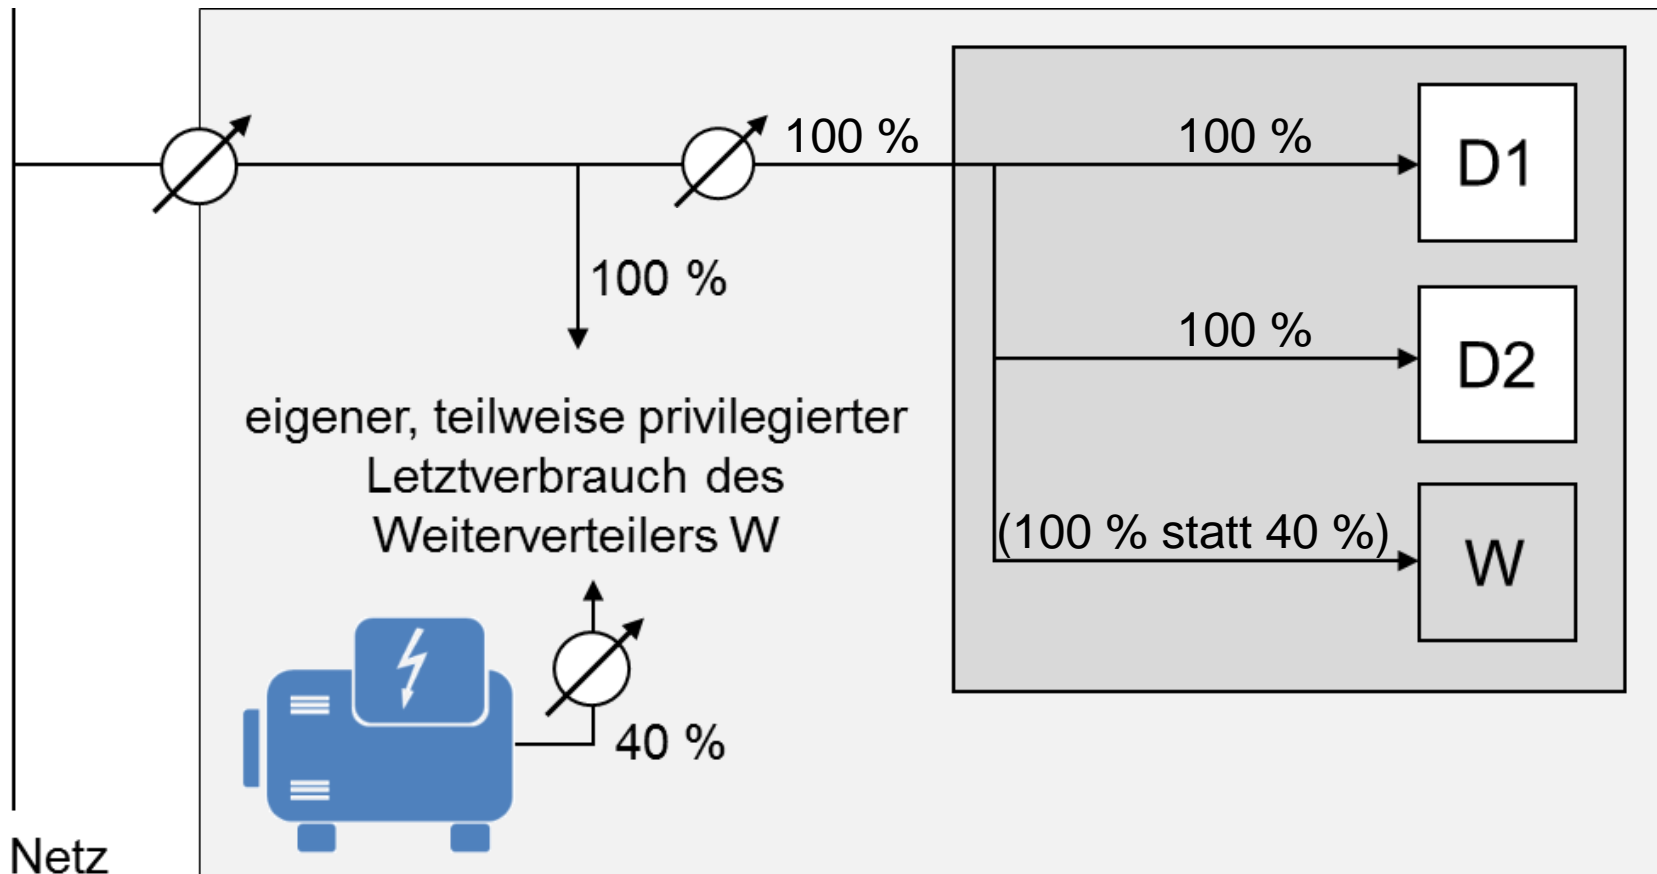 100 %
100 %
D1
100 %
100 %
D2
eigener, teilweise privilegierter
Letztverbrauch des
Weiterverteilers W
(100 % statt 40 %)
W
40 %
Netz